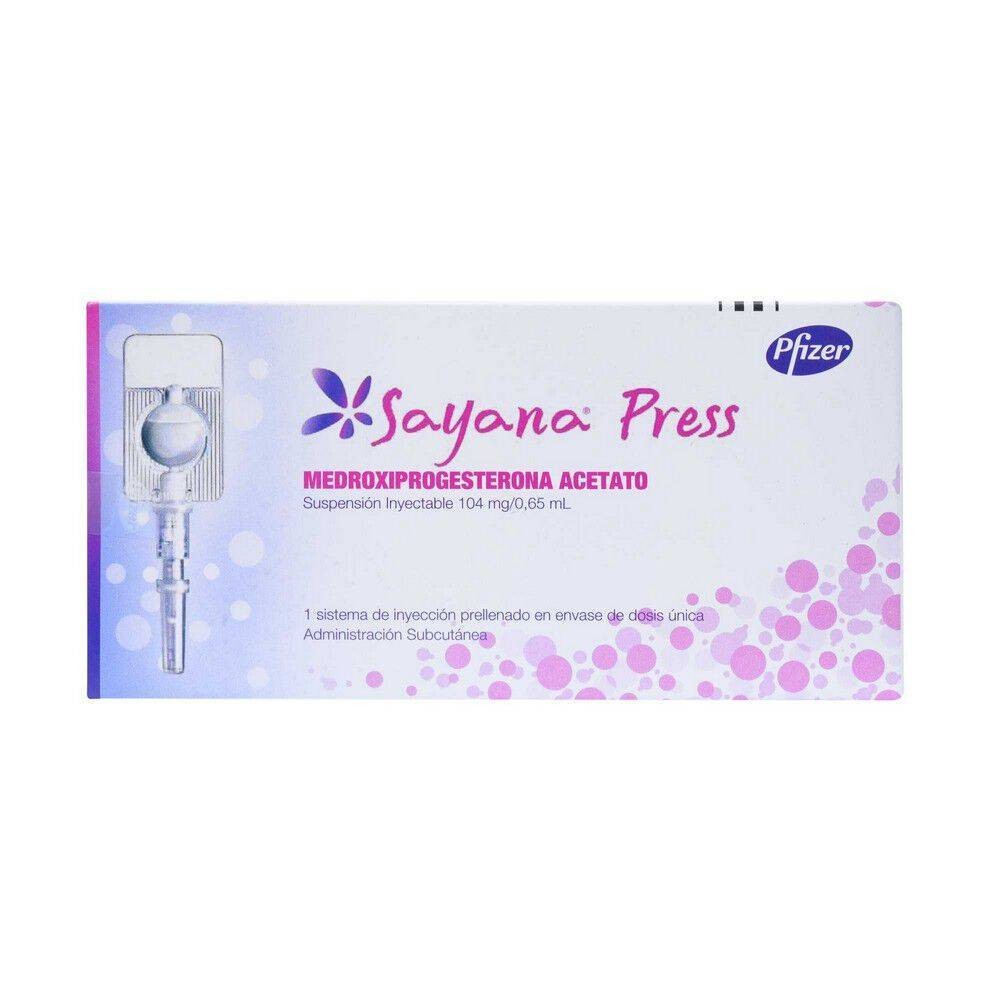 Pfizer
Sayana® Press
MEDROXIPROGESTERONA ACETATO
Suspensión Inyectable 104 mg/0,65 mL
1 sistema de inyección prellenado en envase de dosis única
Administración Subcutánea